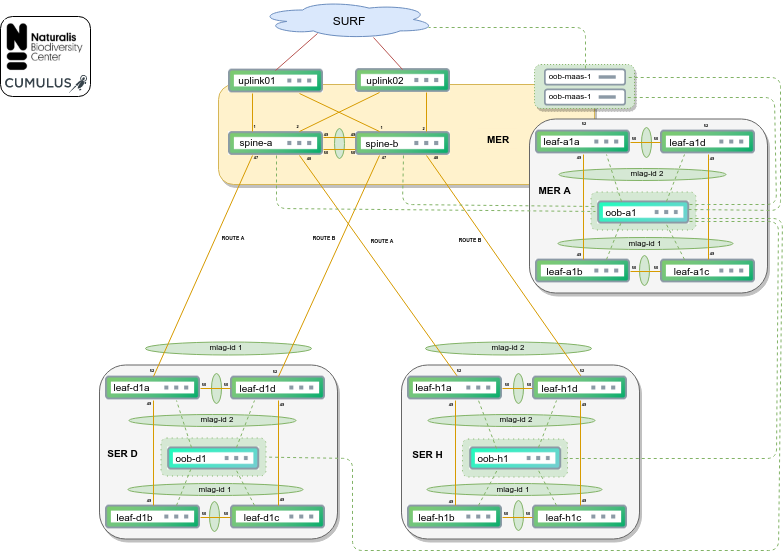 Naturalis
Biodiversity
Center
CUMULUS
SURF
uplink01
uplink02
oob-maas-1
oob-maas-1
spine-a
spine-b
MER
1
2
1
2
49
49
50
50
47
48
47
48
52
52
leaf-a1a
50
50
leaf-a1d
49
49
mlag-id 2
MER A
oob-a1
mlag-id 1
49
49
leaf-a1b
50
50
leaf-a1c
ROUTE A
ROUTE B
ROUTE A
ROUTE B
mlag-id 1
mlag-id 2
52
52
52
52
leaf-d1a
50
50
leaf-d1d
leaf-h1a
50
50
leaf-h1d
49
49
49
49
mlag-id 2
mlag-id 2
SER D
oob-d1
SER H
oob-h1
mlag-id 1
mlag-id 1
49
49
49
49
leaf-d1b
50
50
leaf-d1c
leaf-h1b
50
50
leaf-h1c